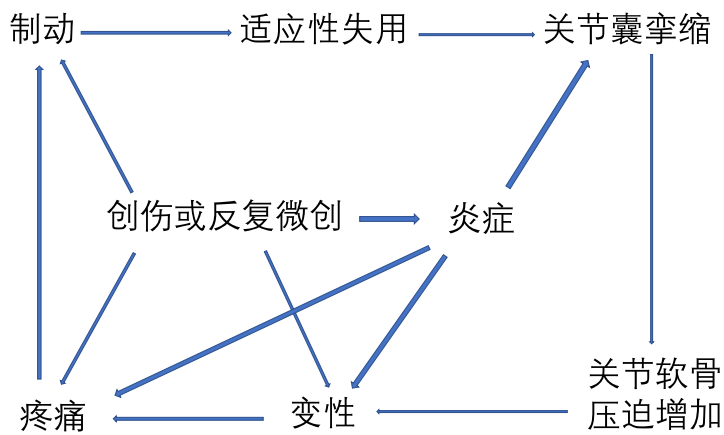 制动
适应性失用
关节囊挛缩
创伤或反复微创
炎症
关节软骨
压迫增加
疼痛
变性